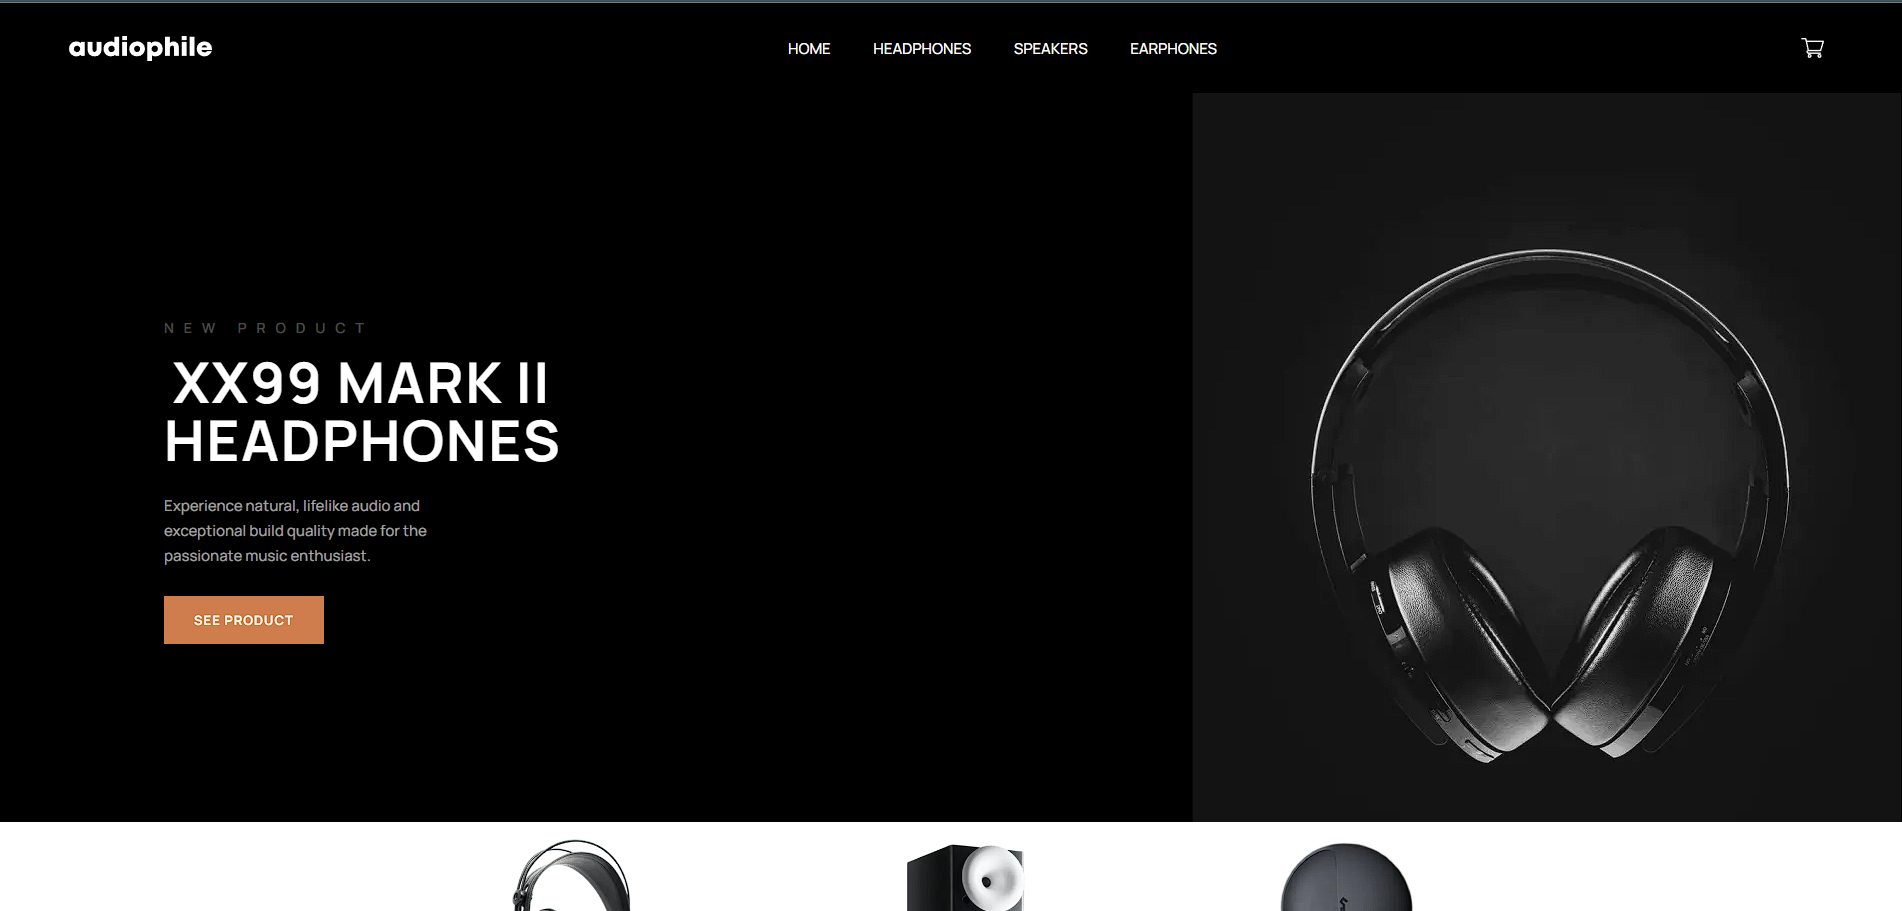 audiophile
HOME
HEADPHONES
SPEAKERS
EARPHONES
NEW PRODUCT
XX99 MARK II
HEADPHONES
Experience natural, lifelike audio and
exceptional build quality made for the
passionate music enthusiast.
SEE PRODUCT